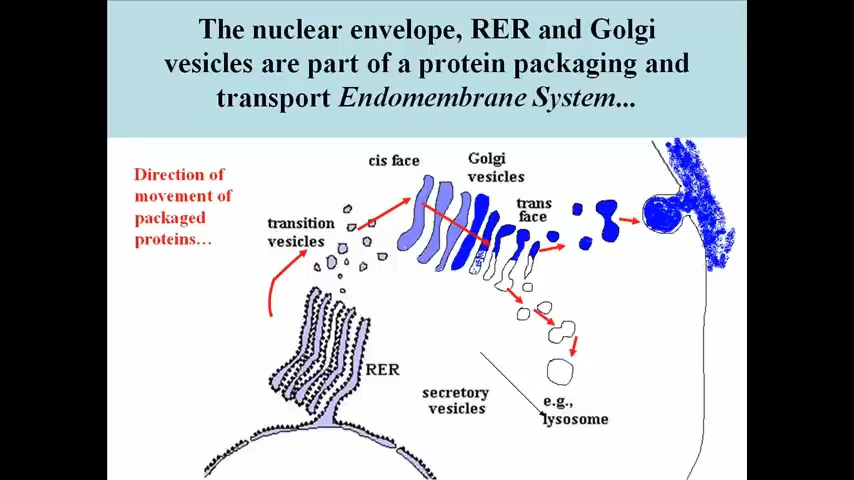 The nuclear envelope, RER and Golgi
vesicles are part of a protein packaging and
transport Endomembrane System...
Direction of
movement of
packaged
proteins...
cis face
Golgi
vesicles
transition
vesicles
trans
face
RER
secretory
vesicles
e.g.,
lysosome